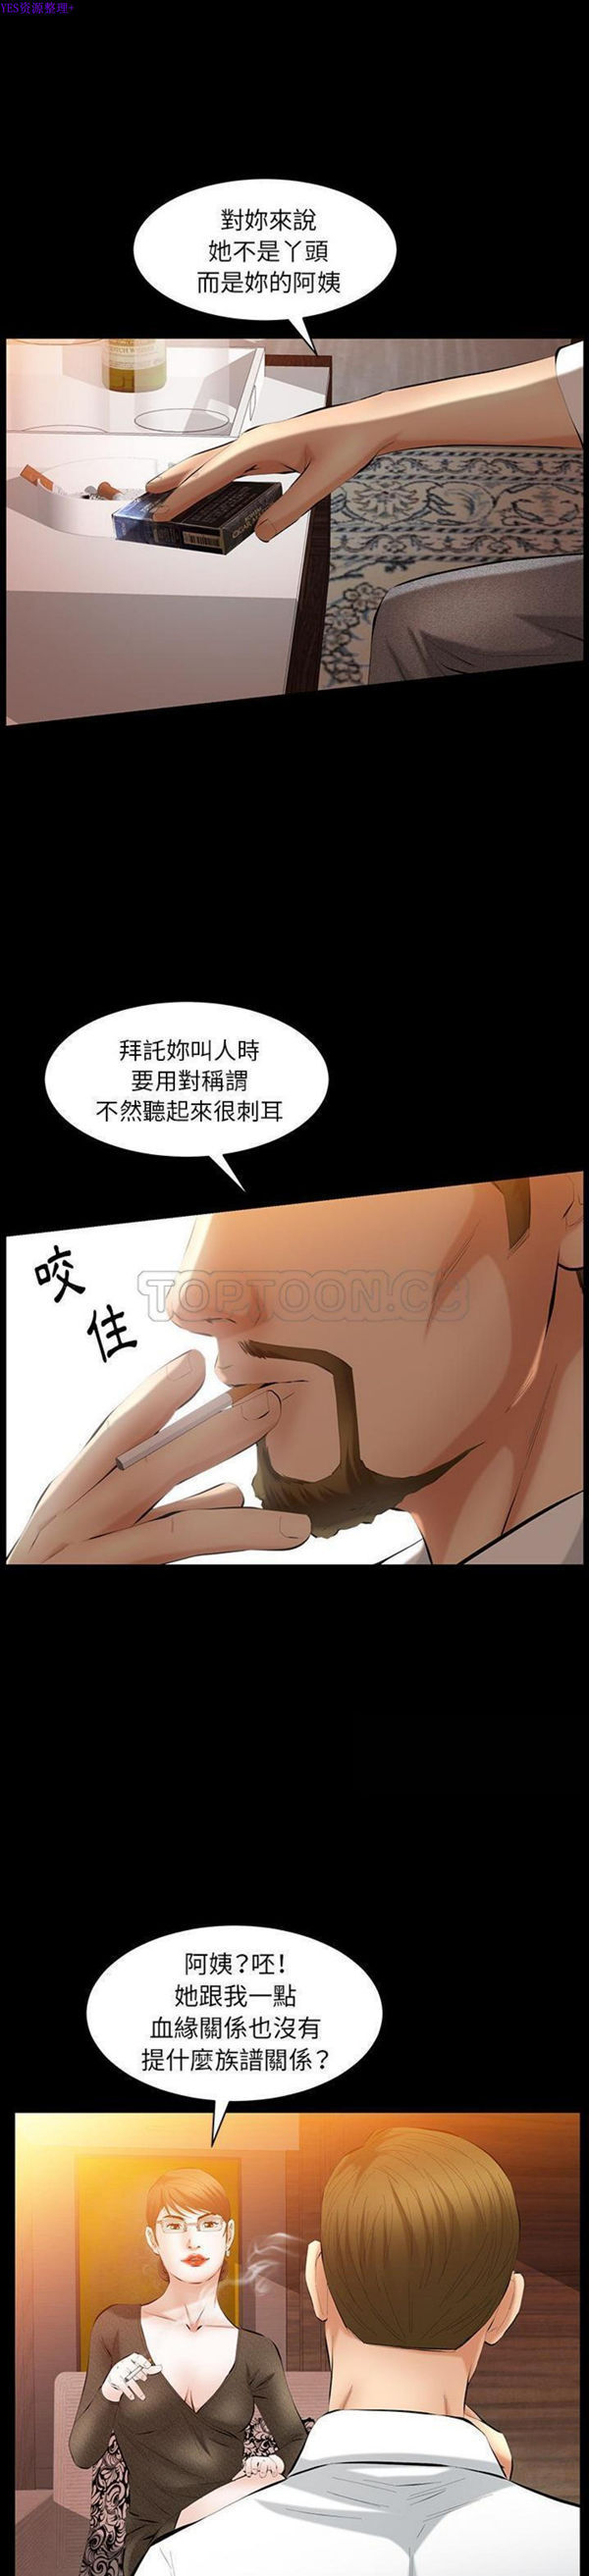 YES资源整理+
對妳來說
她不是丫頭
而是妳的阿姨
拜託妳叫人時
要用對稱謂
不然聽起來很刺耳
咬住
TOPTOON.CC
阿姨？呸！
她跟我一點
血緣關係也沒有
提什麼族譜關係？